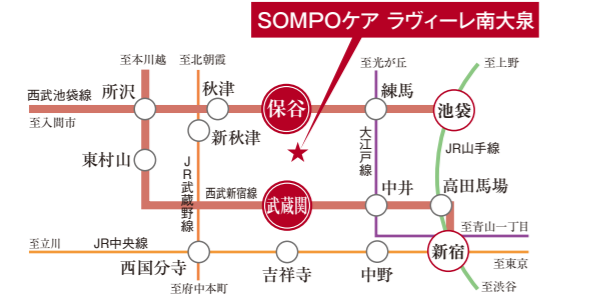 SOMPOケア ラヴィーレ南大泉
至本川越
至北朝霞
至光が丘
至上野
西武池袋線
所沢
秋津
保谷
練馬
池袋
至入間市
新秋津
大江戸線
JR山手線
東村山
JR武蔵野線
西武新宿線
武蔵関
中井
高田馬場
至青山一丁目
至立川
JR中央線
新宿
至東京
西国分寺
吉祥寺
中野
至府中本町
至渋谷